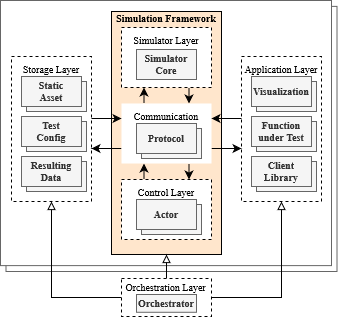 Simulation Framework
Simulator Layer
Simulator
Core
Storage Layer
Static
Asset
Test
Config
Resulting
Data
Communication
Protocol
Application Layer
Visualization
Function
under Test
Client
Library
Control Layer
Actor
Orchestration Layer
Orchestrator